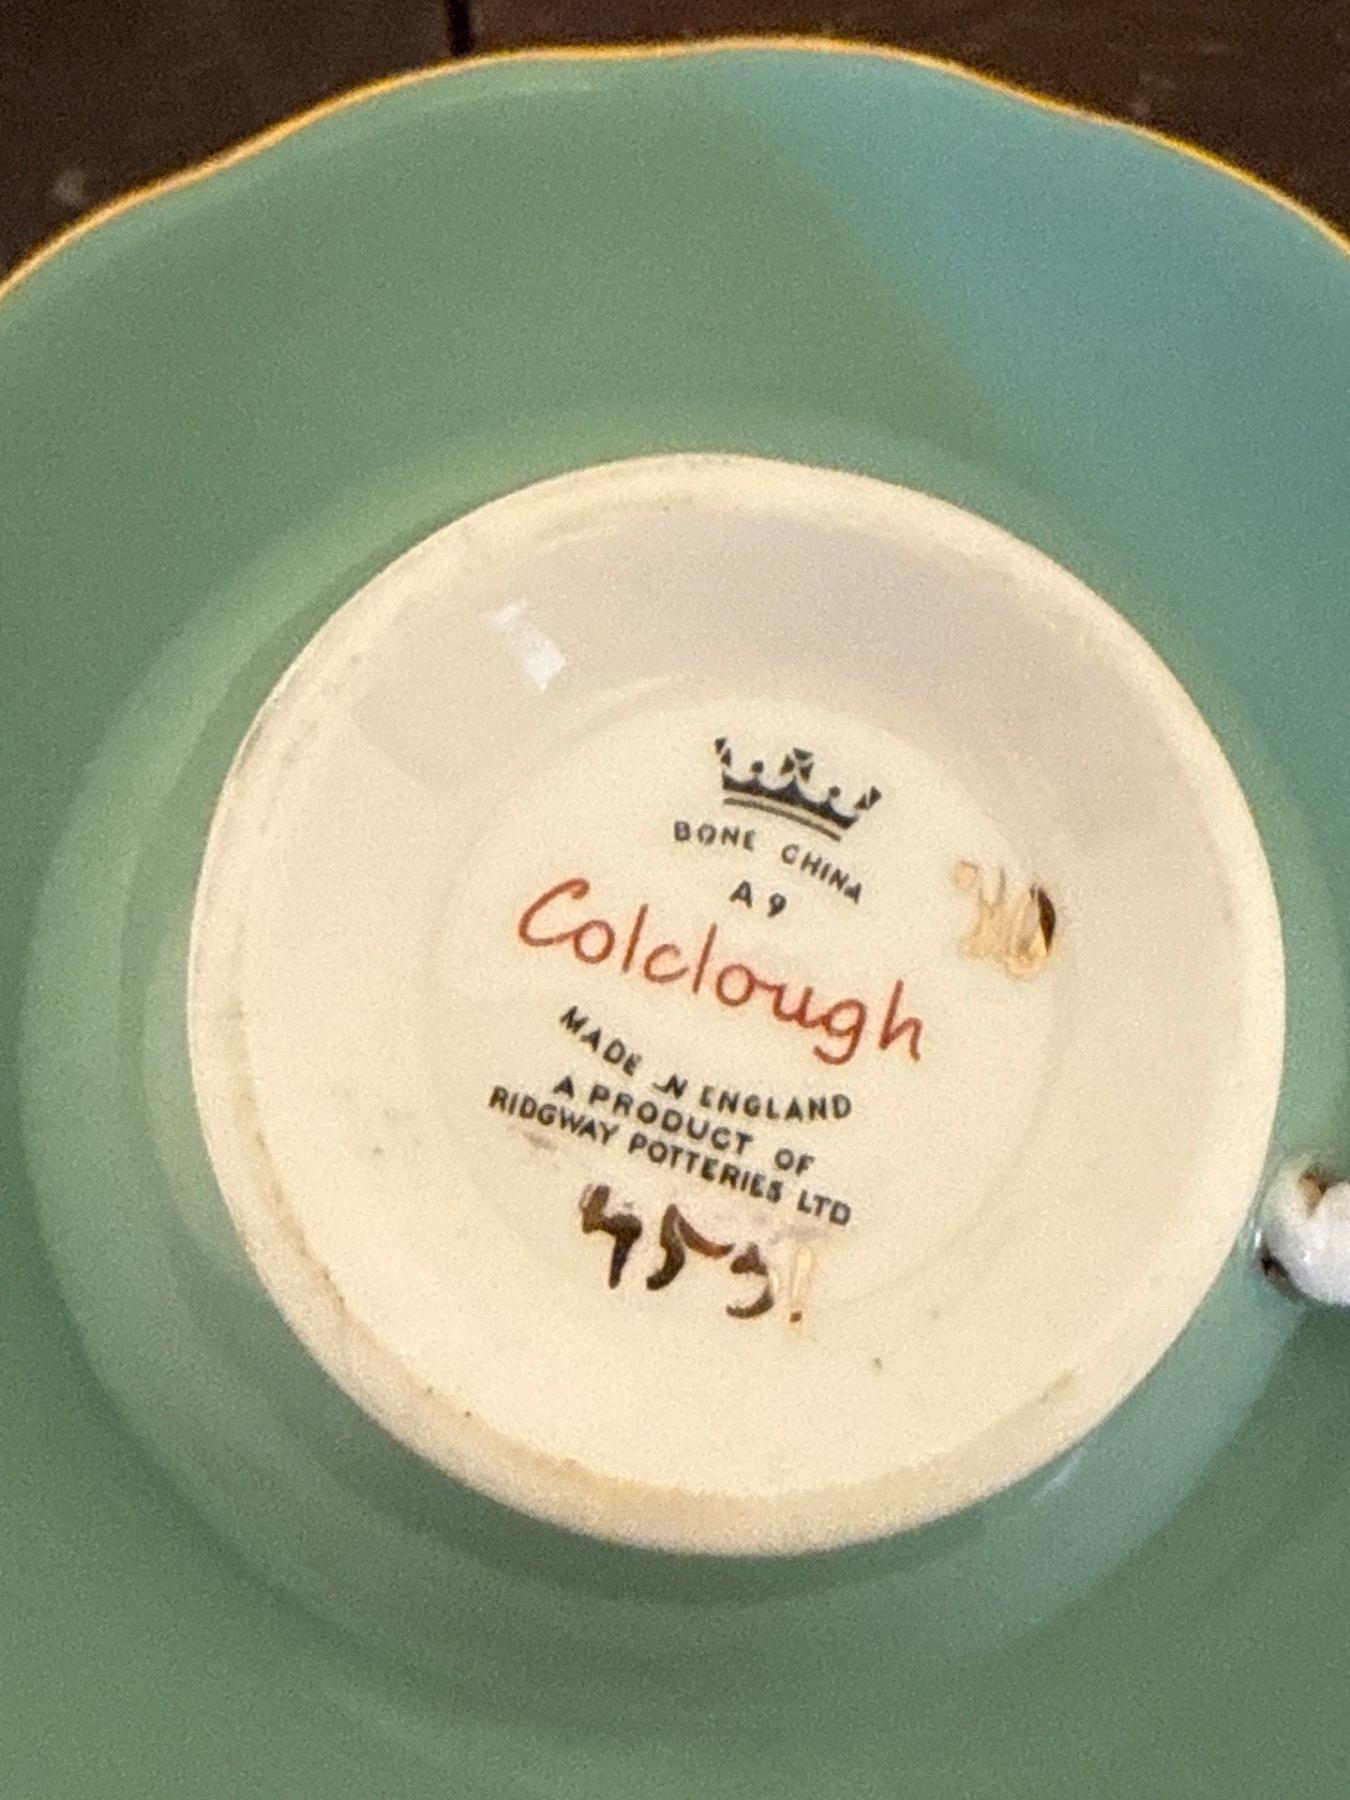 BONE CHINA
A 9
Colclough
MADE IN ENGLAND
A PRODUCT OF
RIDGWAY POTTERIES LTD